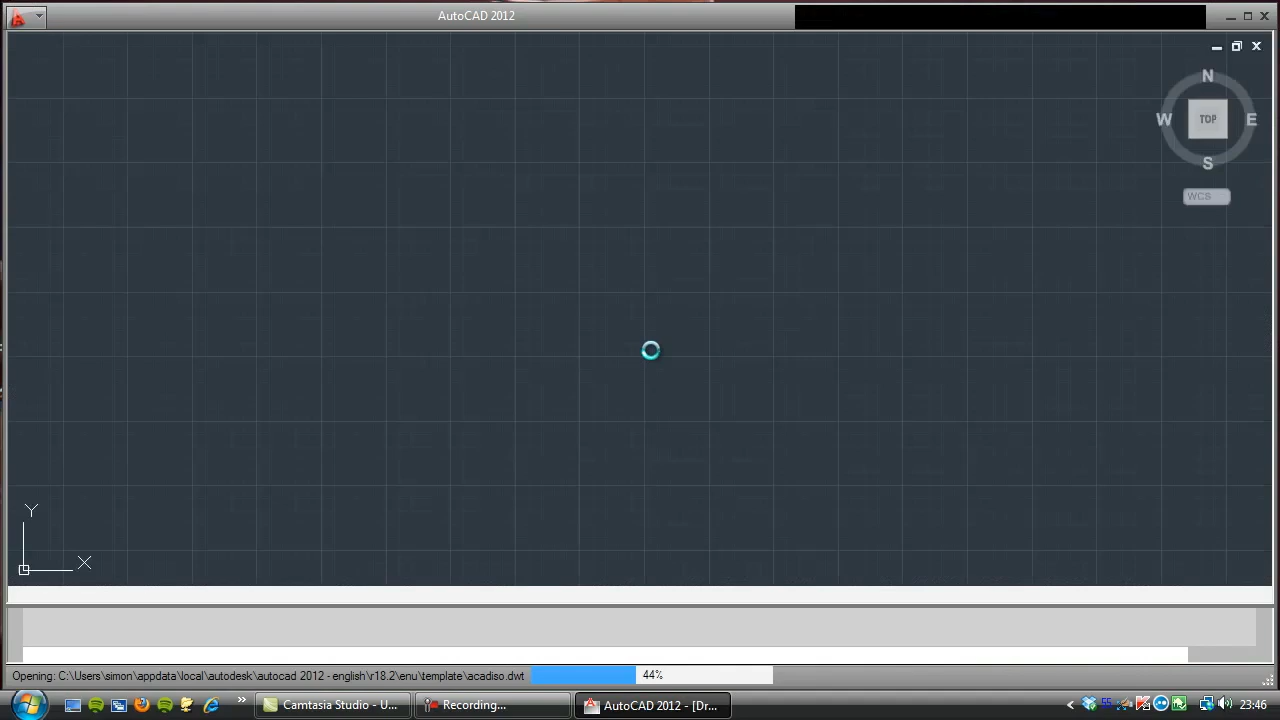 AutoCAD 2012
N
W TOP E
S
WCS
Y
X
Opening: C:\Users\simon\appdata\local\autodesk\autocad 2012 - english\r18.2\enu\template\acadiso.dwt 44%
» Camtasia Studio - U... Recording... AutoCAD 2012 - [Dr... < 23:46